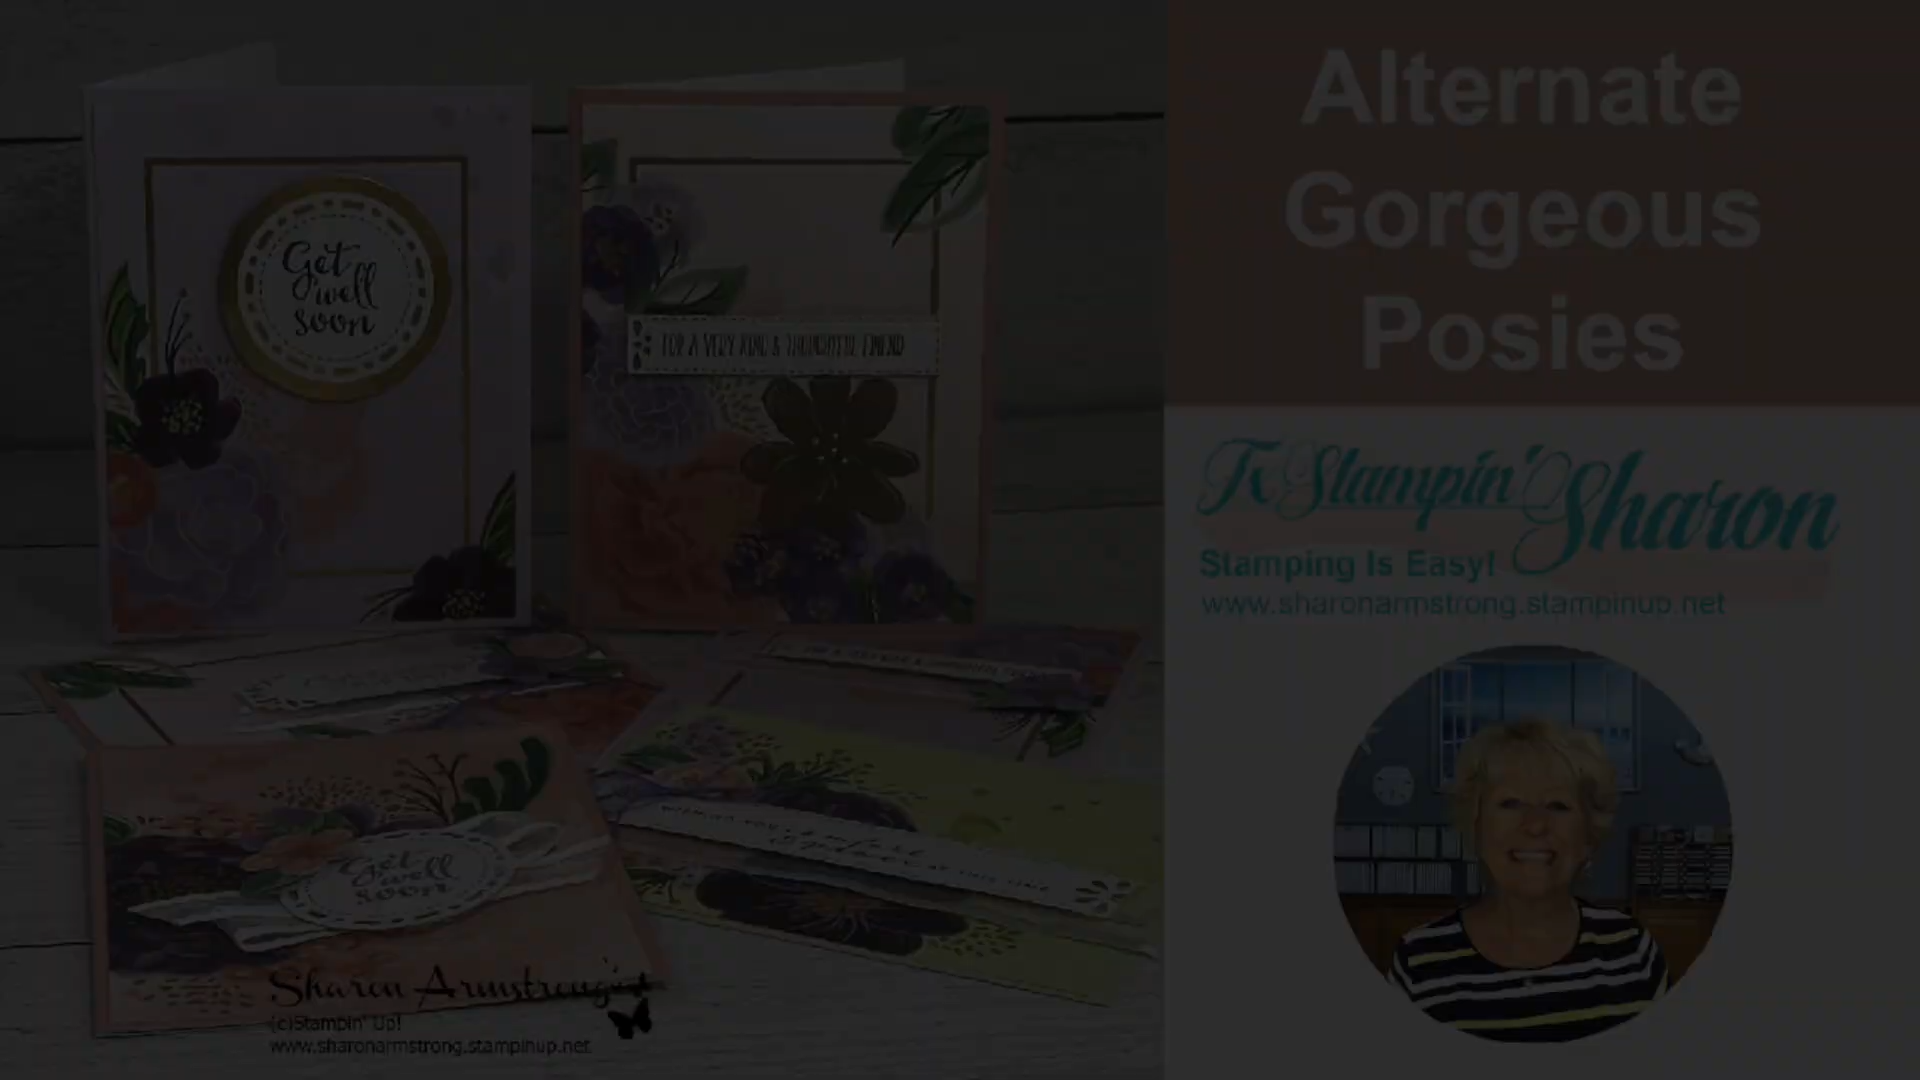 Alternate
Gorgeous
Posies
Stampin' Sharon
Stamping Is Easy!
www.sharonarmstrong.stampinup.net
Get
well
soon
FOR A VERY KIND & THOUGHTFUL FRIEND
Get
well
soon
Sharon Armstrong
(c)Stampin' Up!
www.sharonarmstrong.stampinup.net